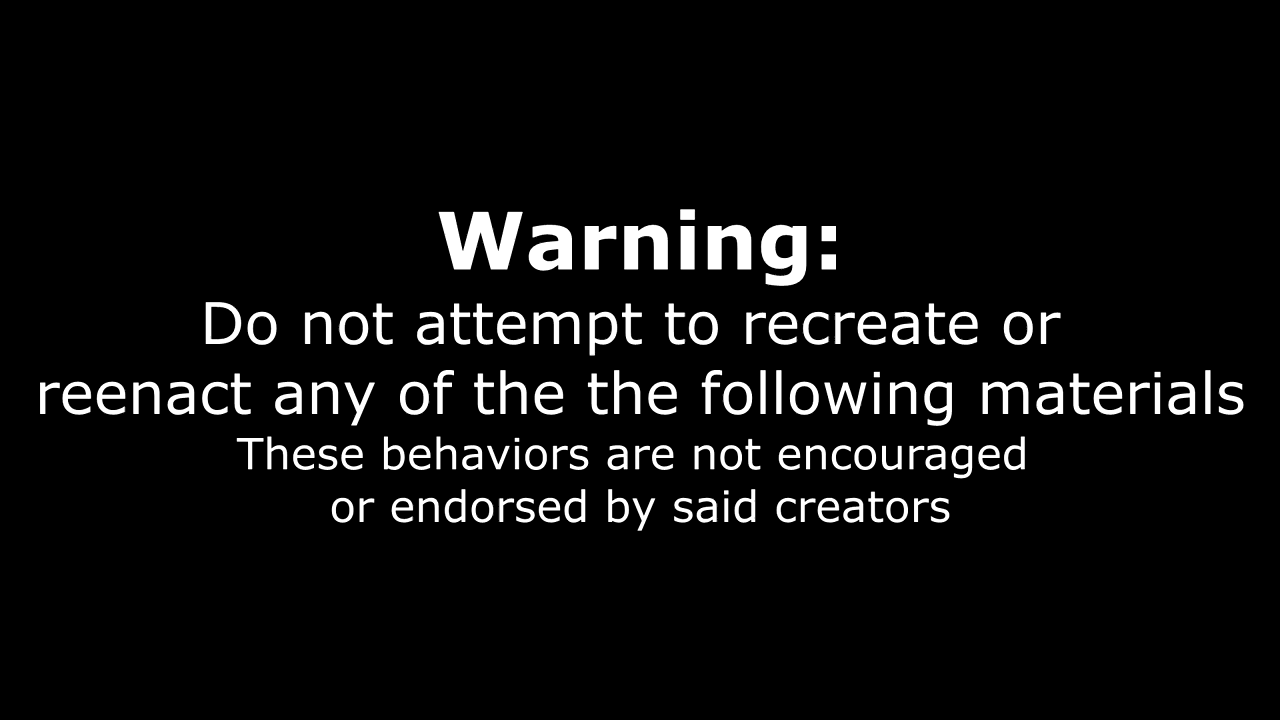 Warning:
Do not attempt to recreate or
reenact any of the the following materials
These behaviors are not encouraged
or endorsed by said creators